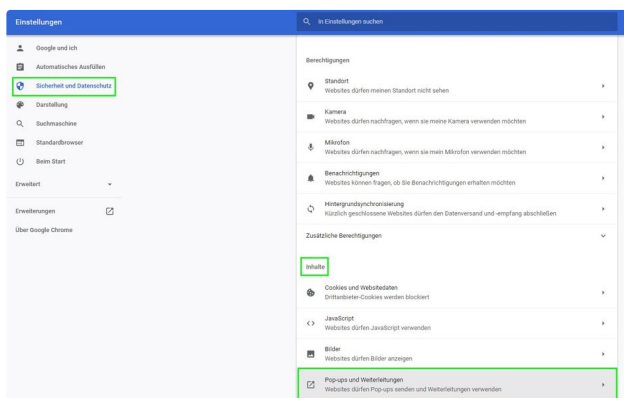 Einstellungen
In Einstellungen suchen
Google und ich
Automatisches Ausfüllen
Sicherheit und Datenschutz
Darstellung
Suchmaschine
Standardbrowser
Beim Start
Erweitert
Erweiterungen
Über Google Chrome
Berechtigungen
Standort
Websites dürfen meinen Standort nicht sehen
Kamera
Websites dürfen nachfragen, wenn sie meine Kamera verwenden möchten
Mikrofon
Websites dürfen nachfragen, wenn sie mein Mikrofon verwenden möchten
Benachrichtigungen
Websites können fragen, ob Sie Benachrichtigungen erhalten möchten
Hintergrundsynchronisierung
Kürzlich geschlossene Websites dürfen den Datenversand und -empfang abschließen
Zusätzliche Berechtigungen
Inhalte
Cookies und Websitedaten
Drittanbieter-Cookies werden blockiert
JavaScript
Websites dürfen JavaScript verwenden
Bilder
Websites dürfen Bilder anzeigen
Pop-ups und Weiterleitungen
Websites dürfen Pop-ups senden und Weiterleitungen verwenden